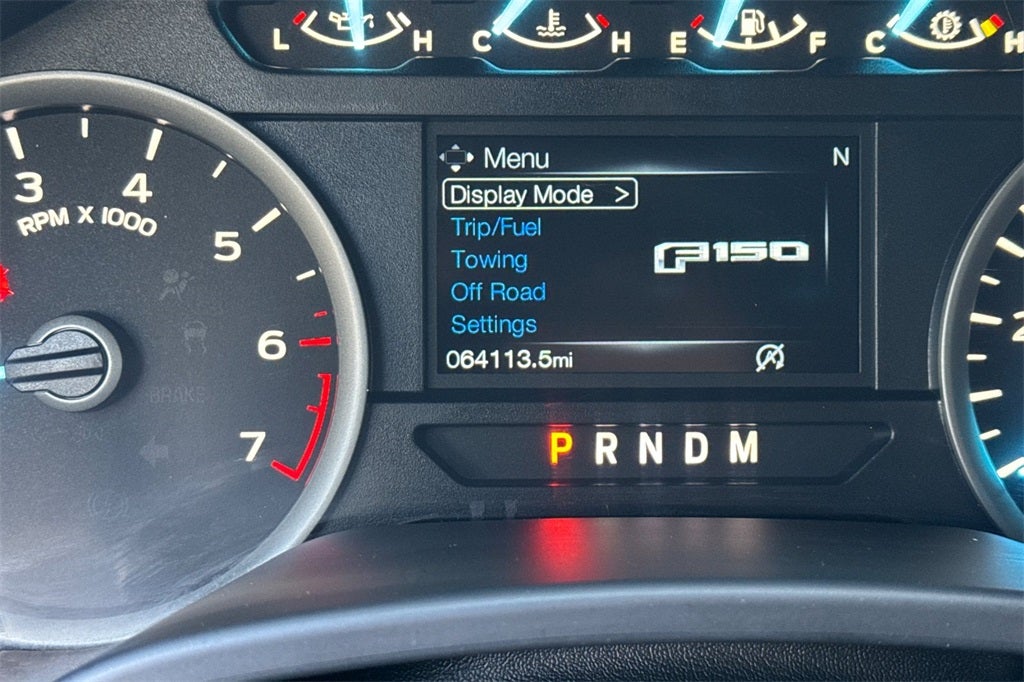 L H C H E F C H
Menu N
Display Mode >
Trip/Fuel
Towing
F150
Off Road
Settings
064113.5mi
3 4 5 6 7
RPM X 1000
BRAKE
P R N D M
2